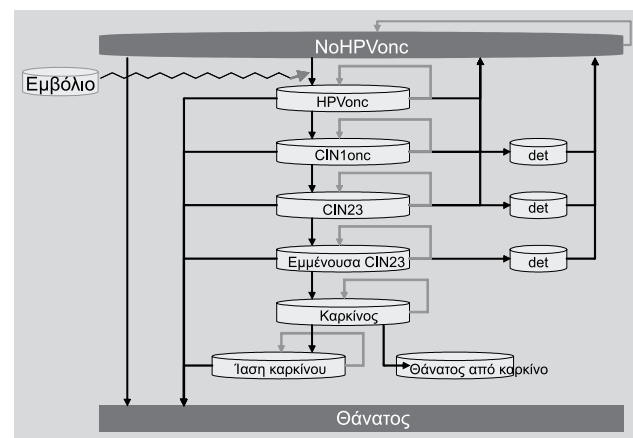 NoHPVonc
Εμβόλιο
HPVonc
CIN1onc
det
CIN23
det
Εμμένουσα CIN23
det
Καρκίνος
Ίαση καρκίνου
Θάνατος από καρκίνο
Θάνατος